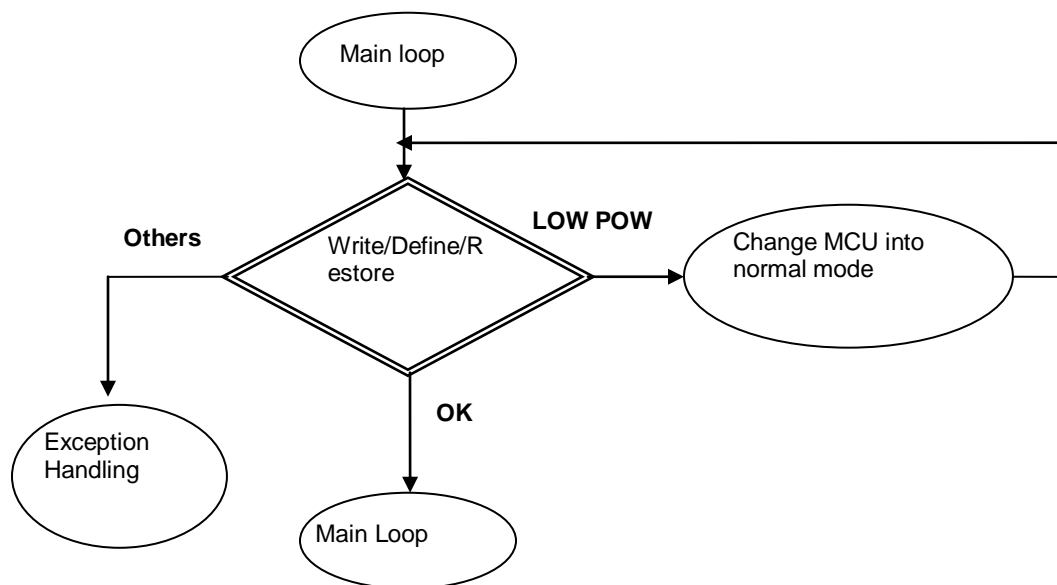 Main loop
LOW POW
Others
Write/Define/R
estore
Change MCU into
normal mode
OK
Exception
Handling
Main Loop